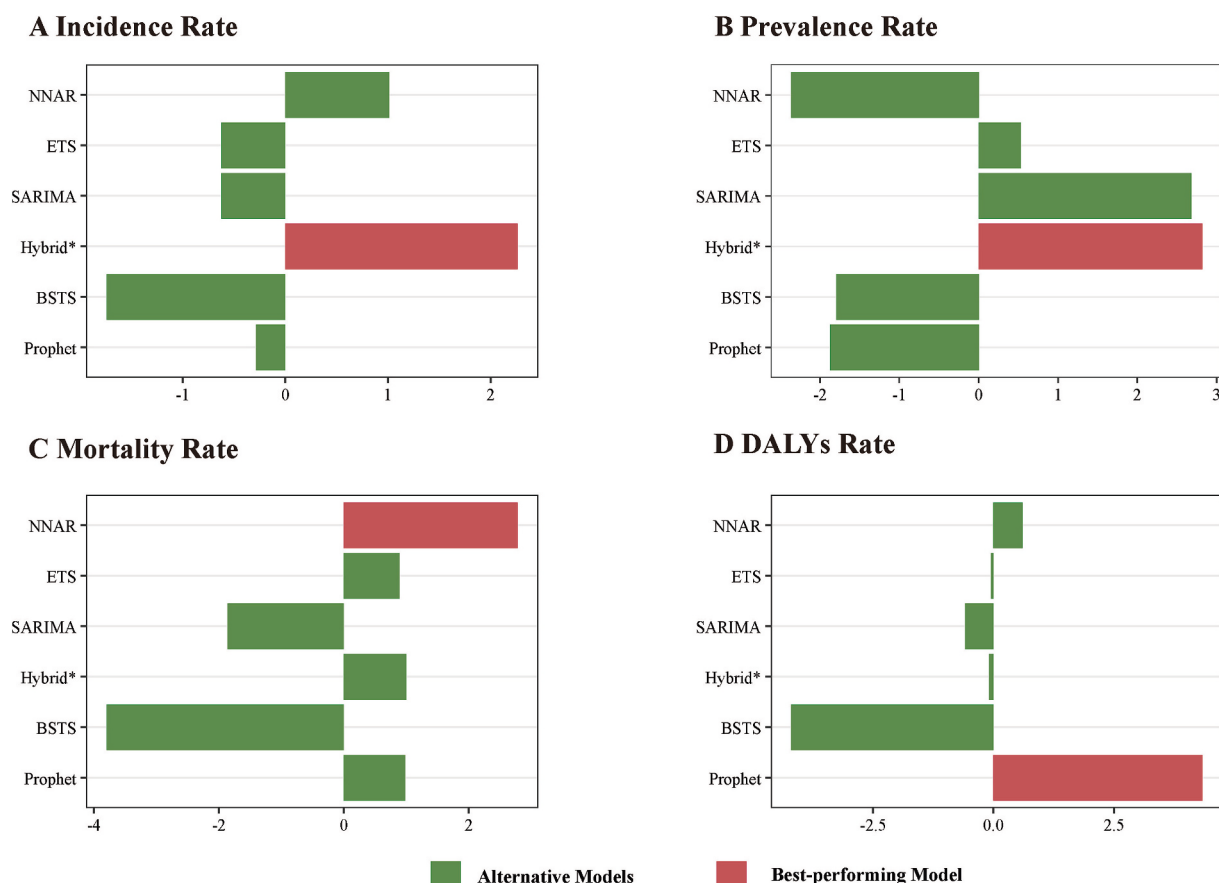 A Incidence Rate
NNAR
ETS
SARIMA
Hybrid*
BSTS
Prophet
-1 0 1 2
B Prevalence Rate
NNAR
ETS
SARIMA
Hybrid*
BSTS
Prophet
-2 -1 0 1 2 3
C Mortality Rate
NNAR
ETS
SARIMA
Hybrid*
BSTS
Prophet
-4 -2 0 2
D DALYs Rate
NNAR
ETS
SARIMA
Hybrid*
BSTS
Prophet
-2.5 0.0 2.5
Alternative Models
Best-performing Model